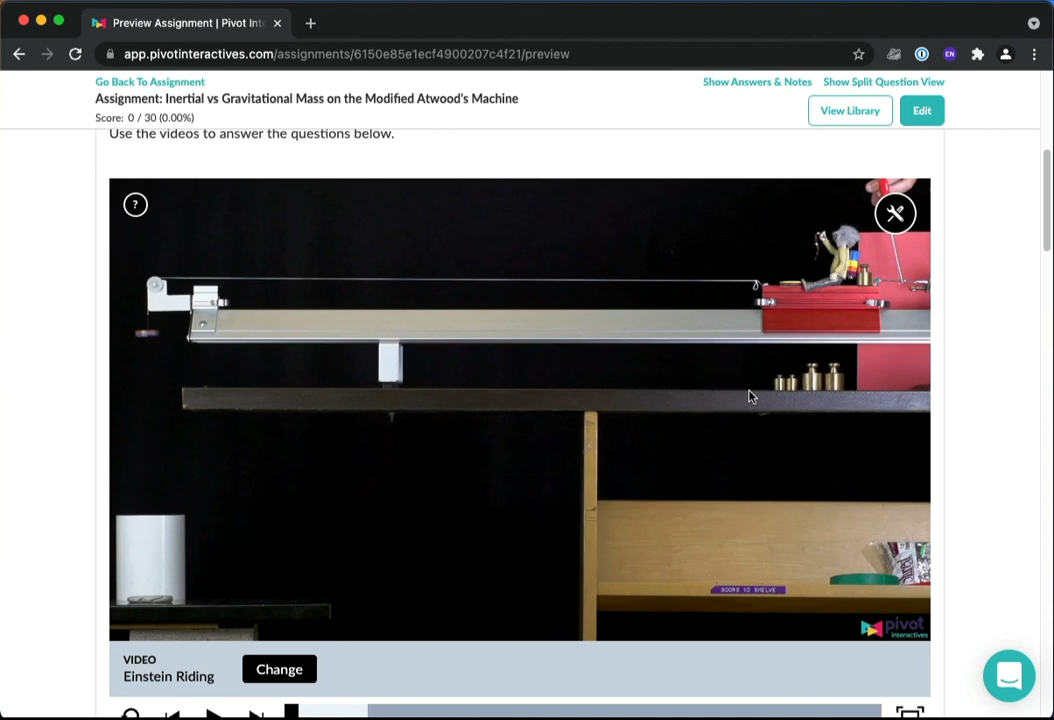 Preview Assignment | Pivot Int
app.pivotinteractives.com/assignments/6150e85e1ecf4900207c4f21/preview
EN
Go Back To Assignment
Show Answers & Notes
Show Split Question View
Assignment: Inertial vs Gravitational Mass on the Modified Atwood's Machine
Score: 0 / 30 (0.00%)
View Library
Edit
Use the videos to answer the questions below.
?
pivot
interactives
VIDEO
Einstein Riding
Change